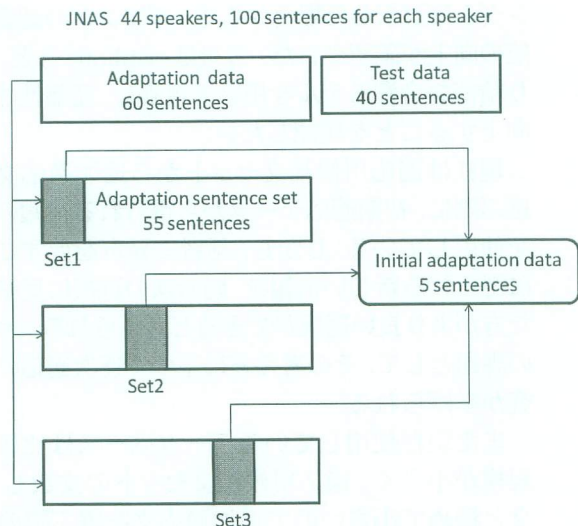 JNAS 44 speakers, 100 sentences for each speaker
Adaptation data
60 sentences
Test data
40 sentences
Adaptation sentence set
55 sentences
Set1
Initial adaptation data
5 sentences
Set2
Set3